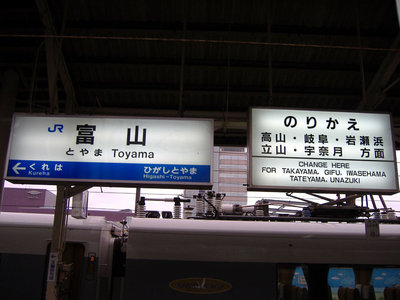 JR 富山
とやま Toyama
くれは ひがしとやま
Kureha Higashi-Toyama
のりかえ
高山・岐阜・岩瀬浜
立山・宇奈月 方面
CHANGE HERE
FOR TAKAYAMA. GIFU. IWASEHAMA
TATEYAMA. UNAZUKI